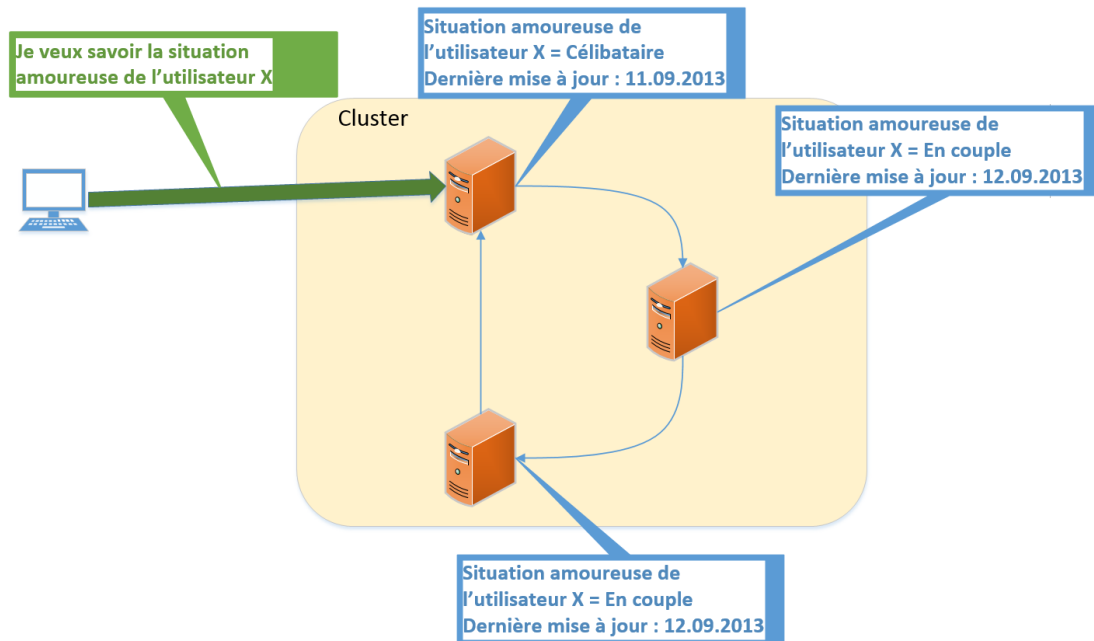 Je veux savoir la situation
amoureuse de l'utilisateur X
Situation amoureuse de
l'utilisateur X = Célibataire
Dernière mise à jour : 11.09.2013
Cluster
Situation amoureuse de
l'utilisateur X = En couple
Dernière mise à jour : 12.09.2013
Situation amoureuse de
l'utilisateur X = En couple
Dernière mise à jour : 12.09.2013